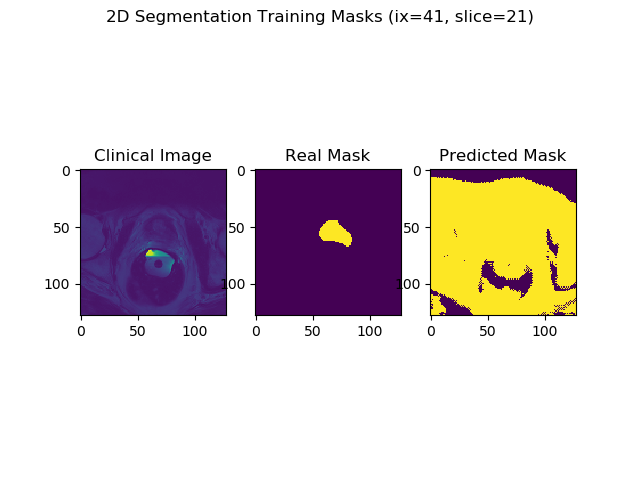 2D Segmentation Training Masks (ix=41, slice=21)
Clinical Image Real Mask Predicted Mask
0 0 0
50 50 50
100 100 100
0 100 0 50 100 0 50 100
50